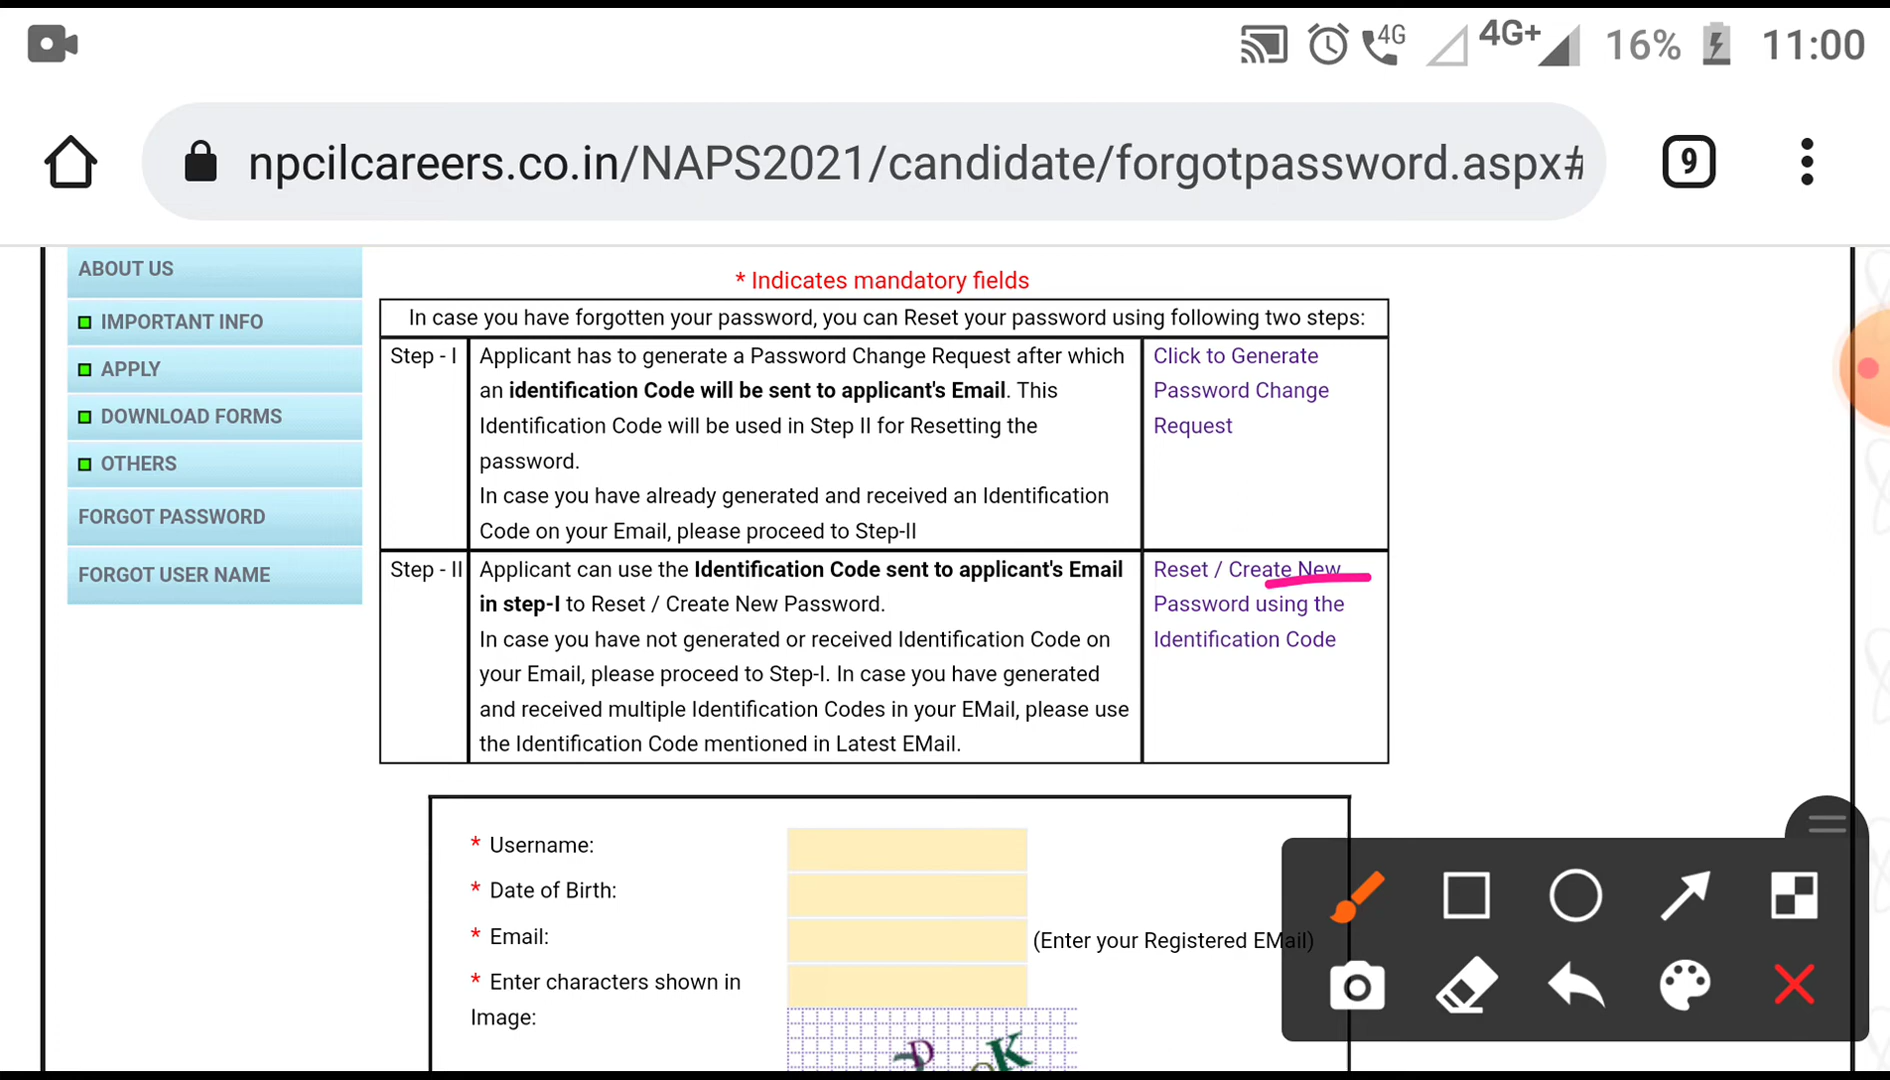 4G 4G+ 16% 11:00
npcilcareers.co.in/NAPS2021/candidate/forgotpassword.aspx# 9
ABOUT US
IMPORTANT INFO
APPLY
DOWNLOAD FORMS
OTHERS
FORGOT PASSWORD
FORGOT USER NAME
* Indicates mandatory fields
In case you have forgotten your password, you can Reset your password using following two steps:
Step - I
Applicant has to generate a Password Change Request after which
an identification Code will be sent to applicant's Email. This
Identification Code will be used in Step II for Resetting the
password.
In case you have already generated and received an Identification
Code on your Email, please proceed to Step-II
Click to Generate
Password Change
Request
Step - II
Applicant can use the Identification Code sent to applicant's Email
in step-I to Reset / Create New Password.
In case you have not generated or received Identification Code on
your Email, please proceed to Step-I. In case you have generated
and received multiple Identification Codes in your EMail, please use
the Identification Code mentioned in Latest EMail.
Reset / Create New
Password using the
Identification Code
* Username:
* Date of Birth:
* Email:
(Enter your Registered EMail)
* Enter characters shown in
Image:
D K